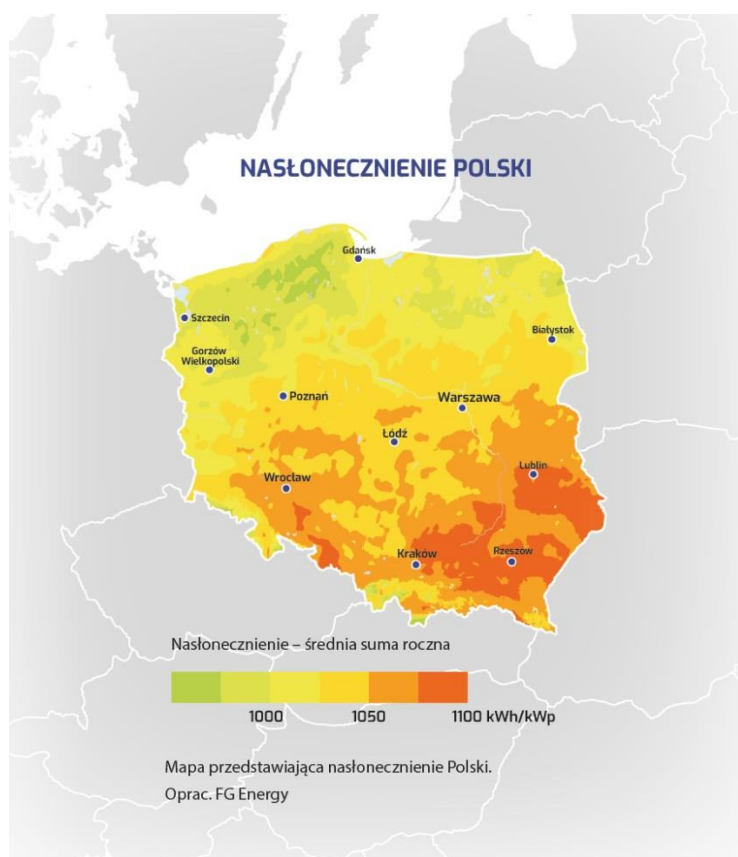 NASŁONECZNIENIE POLSKI
Gdańsk
Szczecin
Białystok
Gorzów
Wielkopolski
Poznań
Warszawa
Łódź
Lublin
Wrocław
Kraków
Rzeszów
Nasłonecznienie – średnia suma roczna
1000 1050 1100 kWh/kWp
Mapa przedstawiająca nasłonecznienie Polski.
Oprac. FG Energy